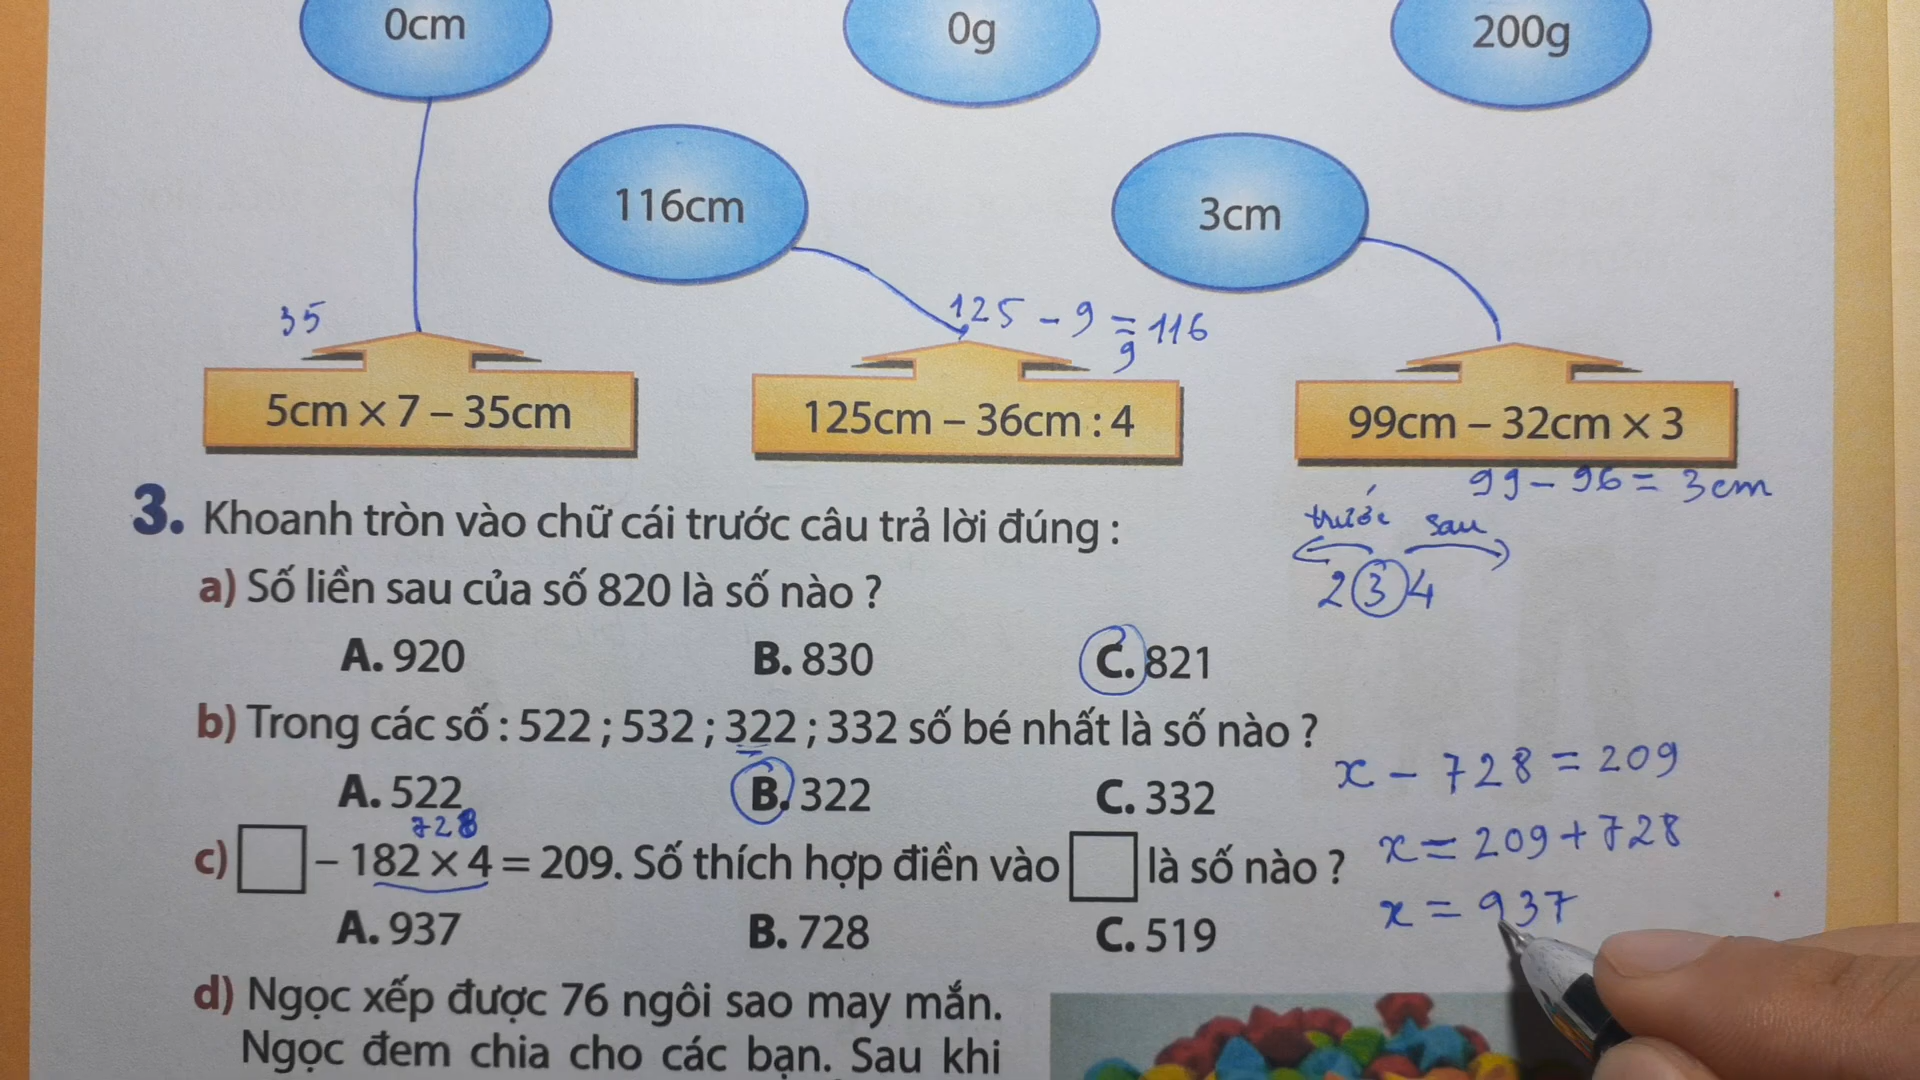 0cm
0g
200g
116cm
3cm
35
125 - 9 = 116
9
5cm × 7 – 35cm
125cm – 36cm : 4
99cm – 32cm × 3
99 - 96 = 3cm
3. Khoanh tròn vào chữ cái trước câu trả lời đúng :
trước sau
2 3 4
a) Số liền sau của số 820 là số nào ?
A. 920
B. 830
C. 821
b) Trong các số : 522 ; 532 ; 322 ; 332 số bé nhất là số nào ?
A. 522
B. 322
C. 332
x - 728 = 209
728
c) □ – 182 × 4 = 209. Số thích hợp điền vào □ là số nào ?
x = 209 + 728
x = 937
A. 937
B. 728
C. 519
d) Ngọc xếp được 76 ngôi sao may mắn.
Ngọc đem chia cho các bạn. Sau khi